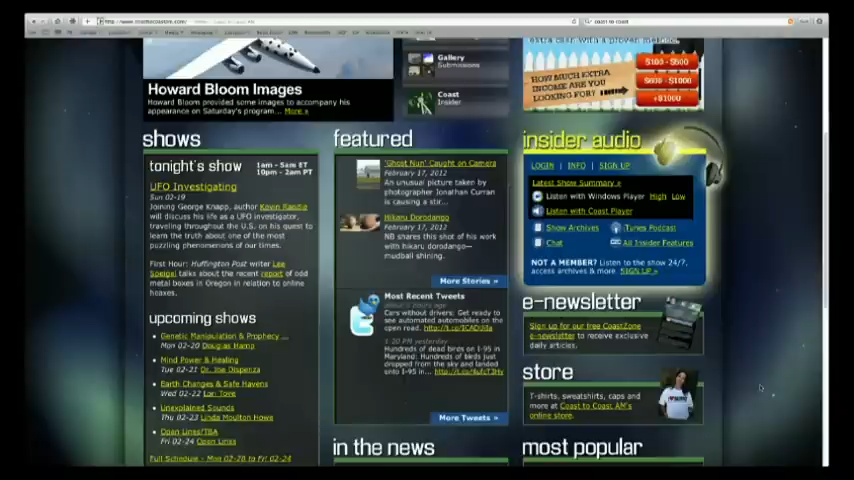 coast to coast
Howard Bloom Images
Howard Bloom provided some images to accompany his
appearance on Saturday's program... More »
Gallery
Submissions
Coast
Insider
extra cash with a proven
HOW MUCH EXTRA
INCOME ARE YOU
LOOKING FOR?
$100 - $500
$600 - $1000
+$1000
shows
tonight's show
1am - 5am ET
10pm - 2am PT
UFO Investigating
Sun 02-19
Joining George Knapp, author Kevin Randle
will discuss his life as a UFO investigator,
traveling throughout the U.S. on his quest to
learn the truth about one of the most
puzzling phenomenons of our times.
First Hour: Huffington Post writer Lee
Speigel talks about the recent report of odd
metal boxes in Oregon in relation to online
hoaxes.
upcoming shows
Genetic Manipulation & Prophecy ...
Mon 02-20 Douglas Hamp
Mind Power & Healing
Tue 02-21 Dr. Joe Dispenza
Earth Changes & Safe Havens
Wed 02-22 Lori Toye
Unexplained Sounds
Thu 02-23 Linda Moulton Howe
Open Lines/TBA
Fri 02-24 Open Lines
Full Schedule - Mon 02-20 to Fri 02-24
featured
'Ghost Nun' Caught on Camera
February 17, 2012
An unusual picture taken by
photographer Jonathan Curran
is causing a stir...
Hikaru Dorodango
February 17, 2012
NB shares this shot of his work
with hikaru dorodango—
mudball shining.
More Stories »
Most Recent Tweets
hours ago
Cars without drivers: Get ready to
see automated automobiles on the
open road.
1:20 PM yesterday
Hundreds of dead birds on I-95 in
Maryland: Hundreds of birds just
dropped from the sky and landed
onto I-95 in...
More Tweets »
in the news
insider audio
LOGIN | INFO | SIGN UP
Latest Show Summary »
Listen with Windows Player High Low
Listen with Coast Player
Show Archives
iTunes Podcast
Chat
All Insider Features
NOT A MEMBER? Listen to the show 24/7,
access archives & more. SIGN UP »
e-newsletter
Sign up for our free CoastZone
e-newsletter to receive exclusive
daily articles.
store
T-shirts, sweatshirts, caps and
more at Coast to Coast AM's
online store.
most popular